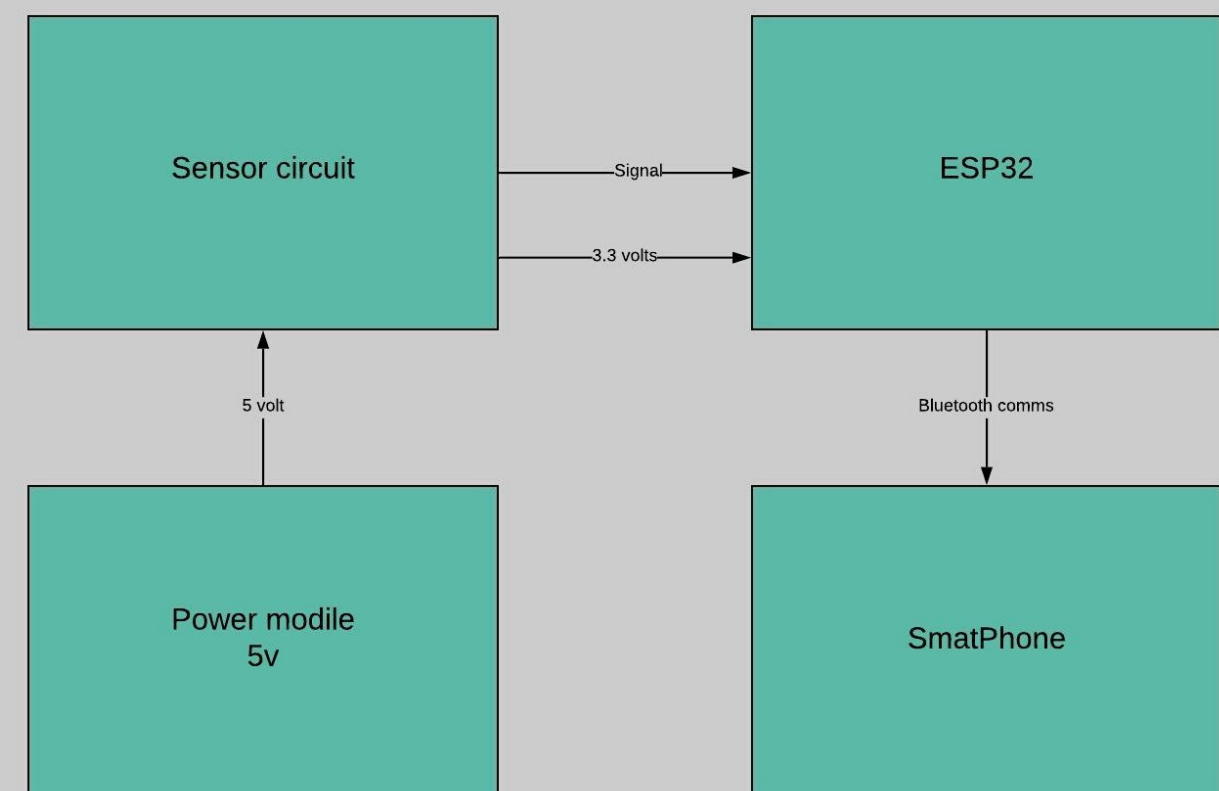 Sensor circuit
Signal
ESP32
3.3 volts
5 volt
Bluetooth comms
Power modile
5v
SmatPhone